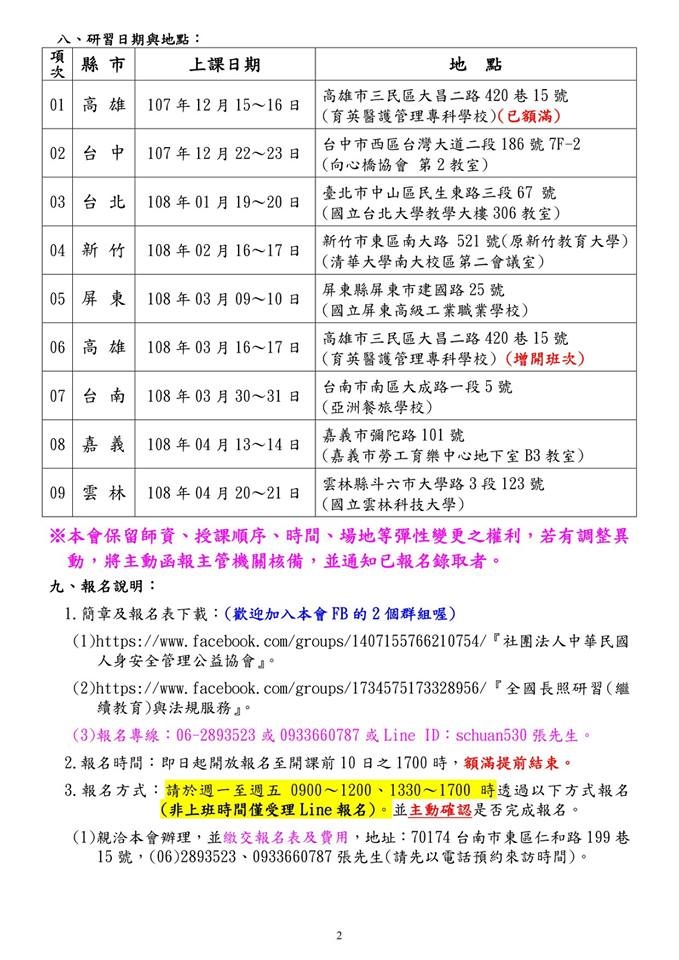 八、研習日期與地點：
項次 縣 市 上課日期 地 點
01 高 雄 107 年 12 月 15～16 日 高雄市三民區大昌二路 420 巷 15 號
(育英醫護管理專科學校)(已額滿)
02 台 中 107 年 12 月 22～23 日 台中市西區台灣大道二段 186 號 7F-2
(向心橋協會 第 2 教室)
03 台 北 108 年 01 月 19～20 日 臺北市中山區民生東路三段 67 號
(國立台北大學教學大樓 306 教室)
04 新 竹 108 年 02 月 16～17 日 新竹市東區南大路 521 號(原新竹教育大學)
(清華大學南大校區第二會議室)
05 屏 東 108 年 03 月 09～10 日 屏東縣屏東市建國路 25 號
(國立屏東高級工業職業學校)
06 高 雄 108 年 03 月 16～17 日 高雄市三民區大昌二路 420 巷 15 號
(育英醫護管理專科學校) (增開班次)
07 台 南 108 年 03 月 30～31 日 台南市南區大成路一段 5 號
(亞洲餐旅學校)
08 嘉 義 108 年 04 月 13～14 日 嘉義市彌陀路 101 號
(嘉義市勞工育樂中心地下室 B3 教室)
09 雲 林 108 年 04 月 20～21 日 雲林縣斗六市大學路 3 段 123 號
(國立雲林科技大學)
※本會保留師資、授課順序、時間、場地等彈性變更之權利，若有調整異
動，將主動函報主管機關核備，並通知已報名錄取者。
九、報名說明：
1.簡章及報名表下載：(歡迎加入本會 FB 的 2 個群組喔)
(1)https://www.facebook.com/groups/1407155766210754/『社團法人中華民國
人身安全管理公益協會』。
(2)https://www.facebook.com/groups/1734575173328956/『全國長照研習(繼
續教育)與法規服務』。
(3)報名專線：06-2893523 或 0933660787 或 Line ID：schuan530 張先生。
2.報名時間：即日起開放報名至開課前 10 日之 1700 時，額滿提前結束。
3.報名方式：請於週一至週五 0900～1200、1330～1700 時透過以下方式報名
(非上班時間僅受理 Line 報名)。並主動確認是否完成報名。
(1)親洽本會辦理，並繳交報名表及費用，地址：70174 台南市東區仁和路 199 巷
15 號，(06)2893523、0933660787 張先生(請先以電話預約來訪時間)。
2